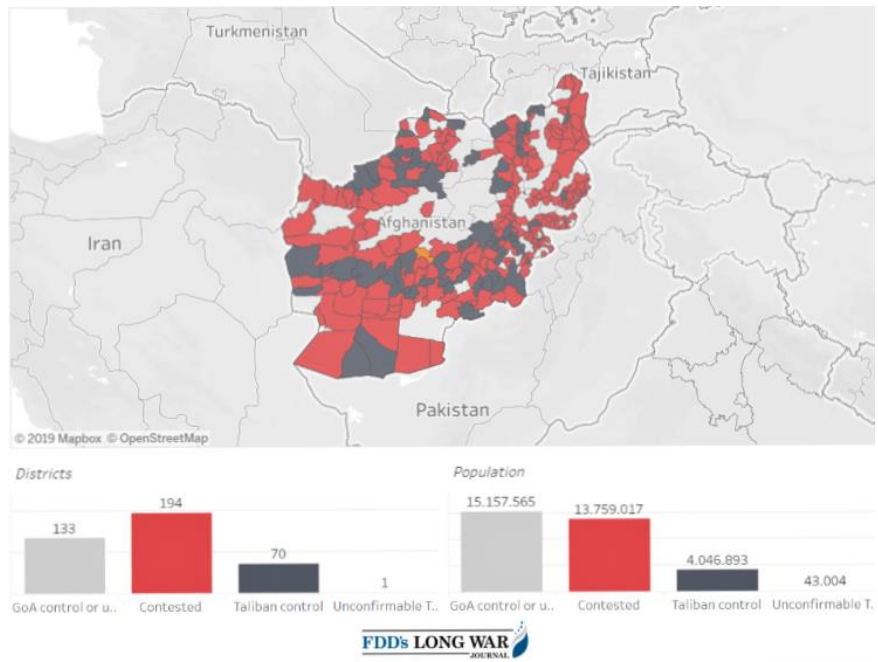 Turkmenistan
Tajikistan
Afghanistan
Iran
Pakistan
© 2019 Mapbox © OpenStreetMap
Districts
194
133
70
1
GoA control or u..
Contested
Taliban control
Unconfirmable T..
Population
15.157.565
13.759.017
4.046.893
43.004
GoA control or u..
Contested
Taliban control
Unconfirmable T..
FDD's LONG WAR
JOURNAL